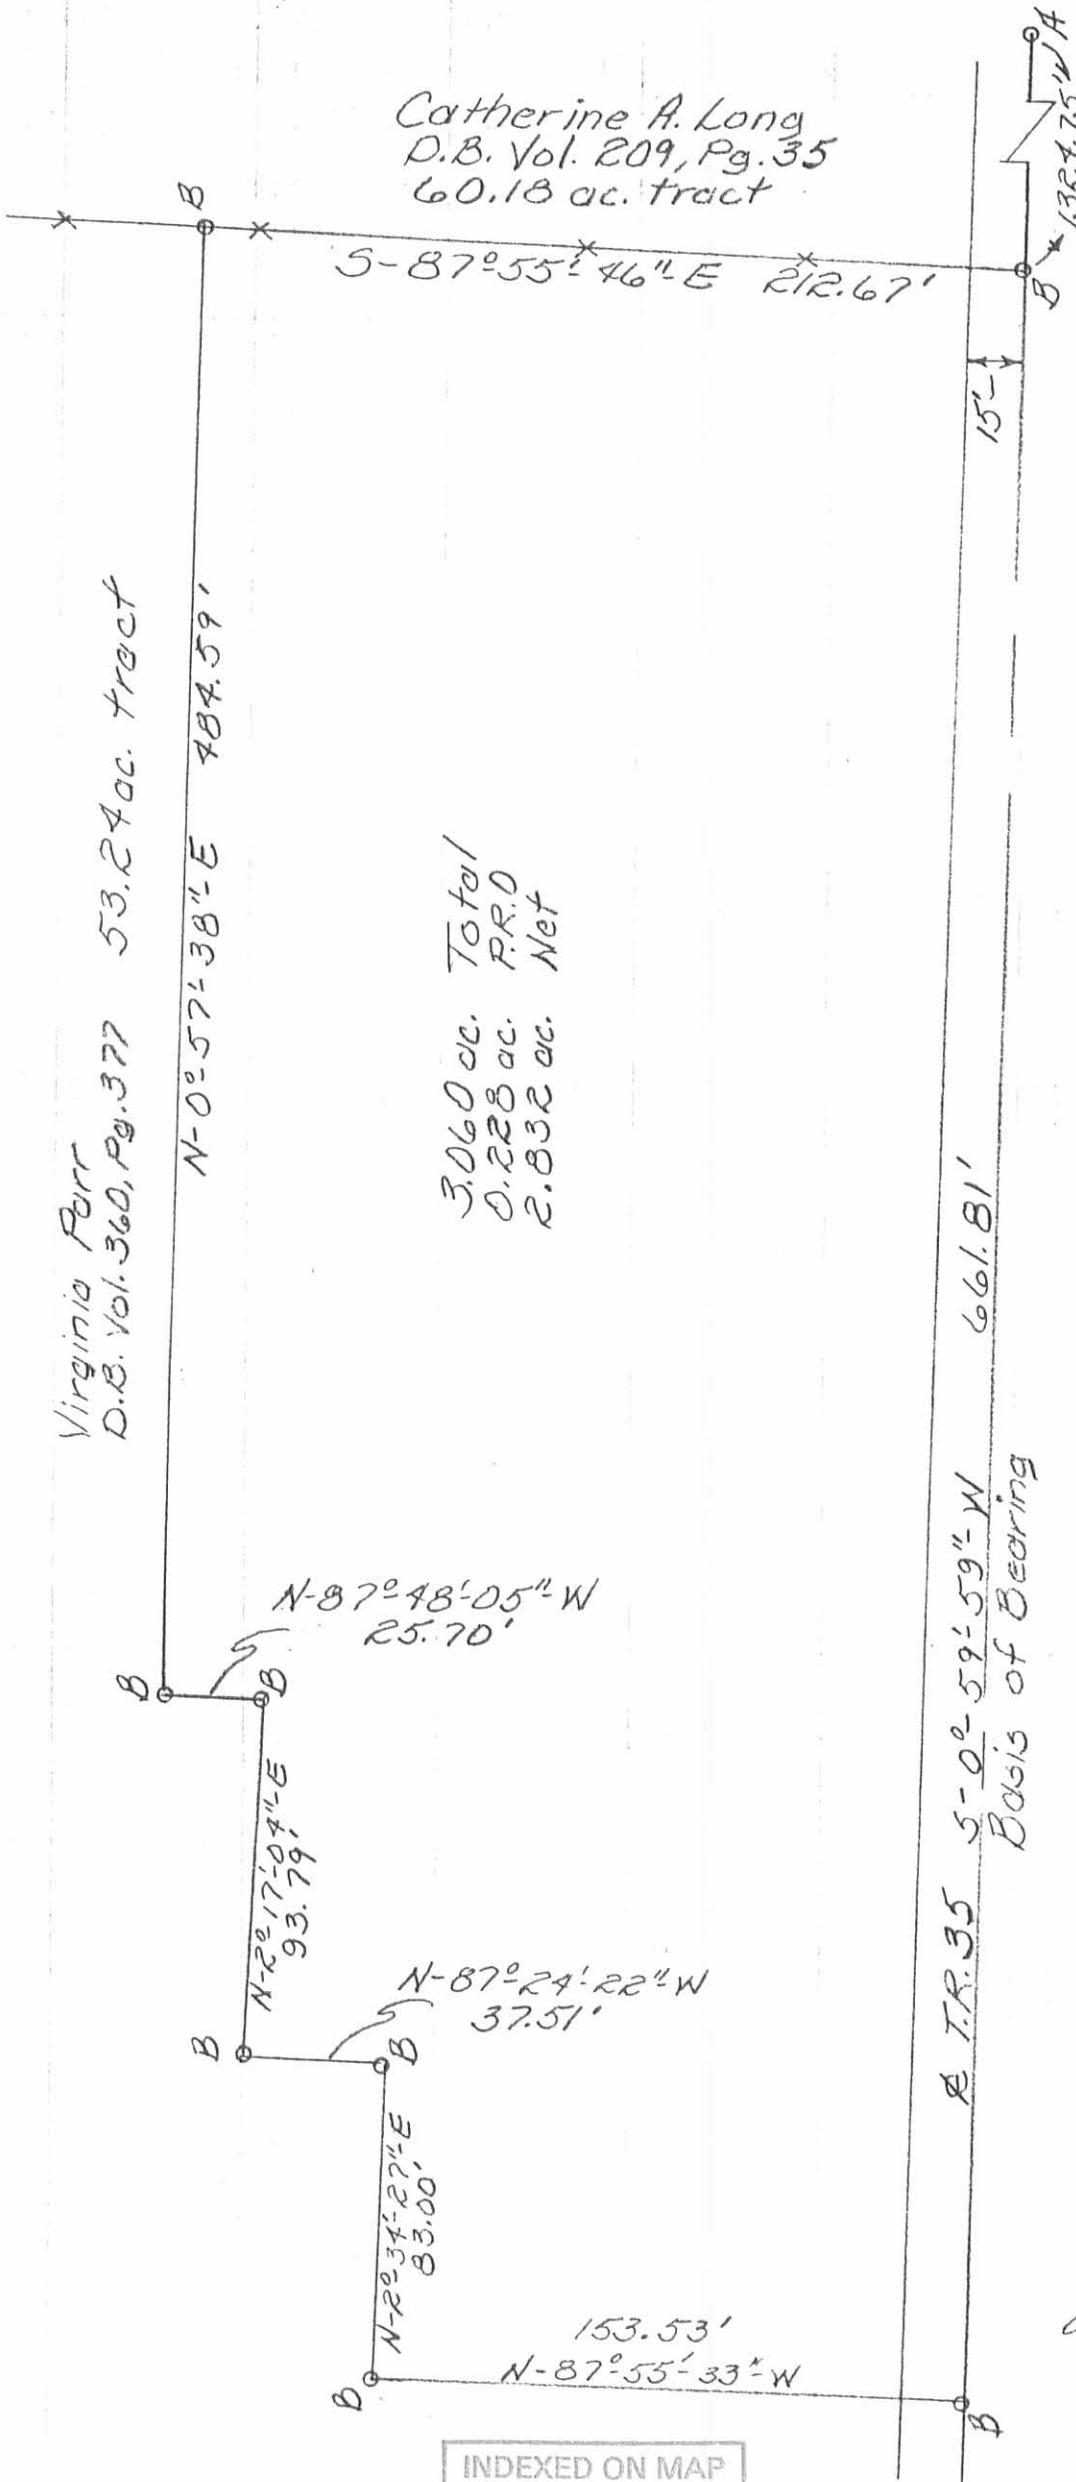 Catherine A. Long
D.B. Vol. 209, Pg. 35
60.18 ac. tract
B
S-87°-55'-46"-E 212.67'
A
1324.75'
B
15'
Virginia Parr
D.B. Vol. 360, Pg. 377 53.24 ac. tract
N-0°-57'-38"-E 484.59'
3.060 ac. Total
0.228 ac. P.R.O
2.832 ac. Net
B
N-87°-48'-05"-W
25.70'
B
N-2°-17'-04"-E
93.79'
B
N-87°-24'-22"-W
37.51'
B
N-2°-34'-27"-E
83.00'
B
153.53'
N-87°-55'-33"-W
B
℄ T.R. 35 S-0°-59'-59"-W 661.81'
Basis of Bearing
INDEXED ON MAP